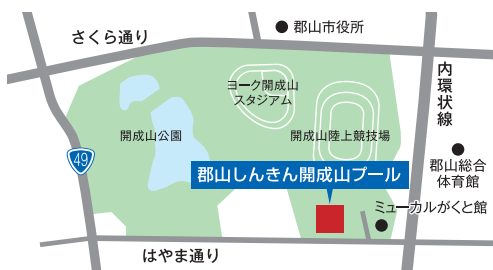 郡山市役所
さくら通り
内環状線
ヨーク開成山
スタジアム
開成山公園
開成山陸上競技場
49
郡山総合
体育館
郡山しんきん開成山プール
ミューカルがくと館
はやま通り